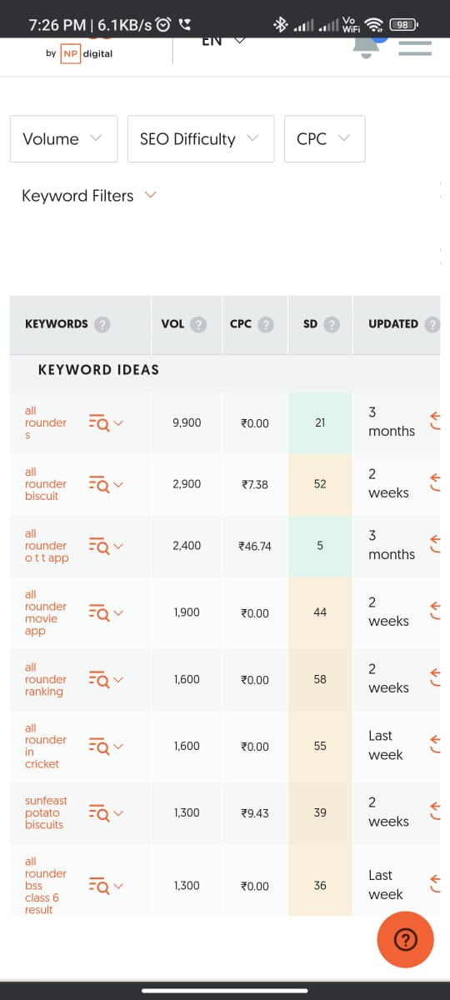 7:26 PM | 6.1KB/s
Vo
WiFi
98
by NP digital
EN
Volume
SEO Difficulty
CPC
Keyword Filters
KEYWORDS ? VOL ? CPC ? SD ? UPDATED ?
KEYWORD IDEAS
all
rounder
s
9,900
₹0.00
21
3
months
all
rounder
biscuit
2,900
₹7.38
52
2
weeks
all
rounder
o t t app
2,400
₹46.74
5
3
months
all
rounder
movie
app
1,900
₹0.00
44
2
weeks
all
rounder
ranking
1,600
₹0.00
58
2
weeks
all
rounder
in
cricket
1,600
₹0.00
55
Last
week
sunfeast
potato
biscuits
1,300
₹9.43
39
2
weeks
all
rounder
bss
class 6
result
1,300
₹0.00
36
Last
week
?